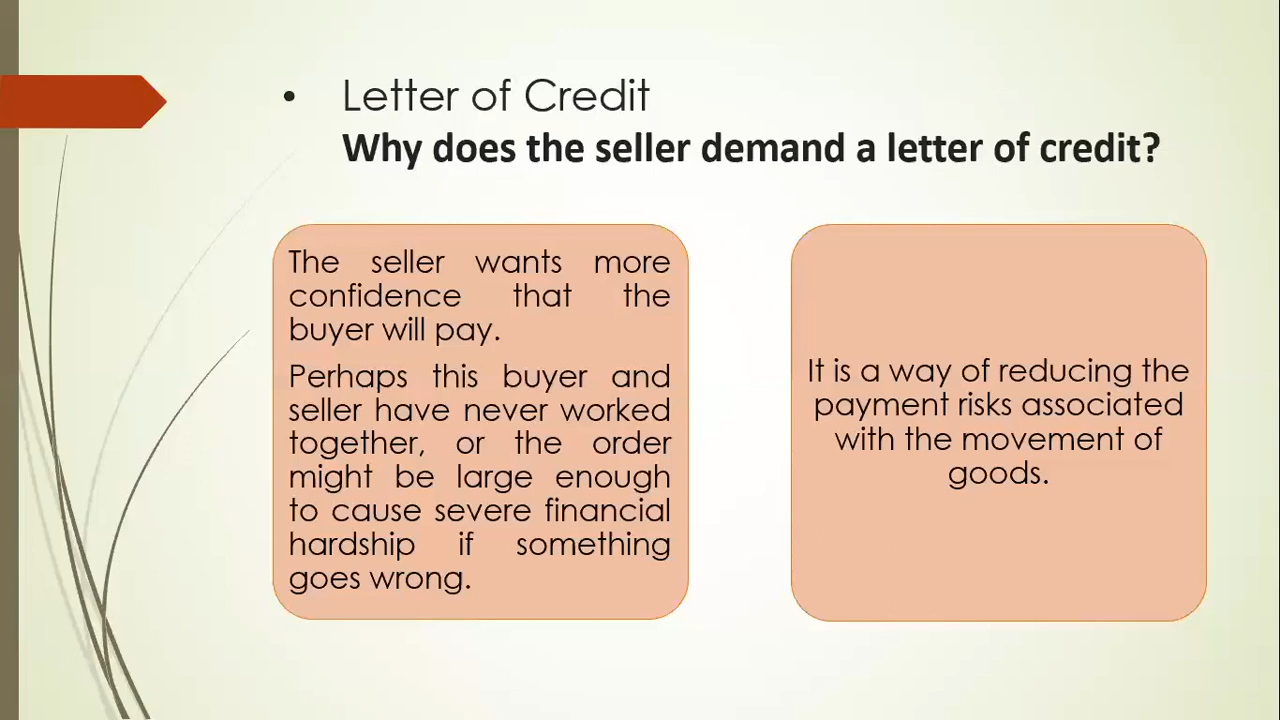 • Letter of Credit
Why does the seller demand a letter of credit?
The seller wants more
confidence that the
buyer will pay.
Perhaps this buyer and
seller have never worked
together, or the order
might be large enough
to cause severe financial
hardship if something
goes wrong.
It is a way of reducing the
payment risks associated
with the movement of
goods.